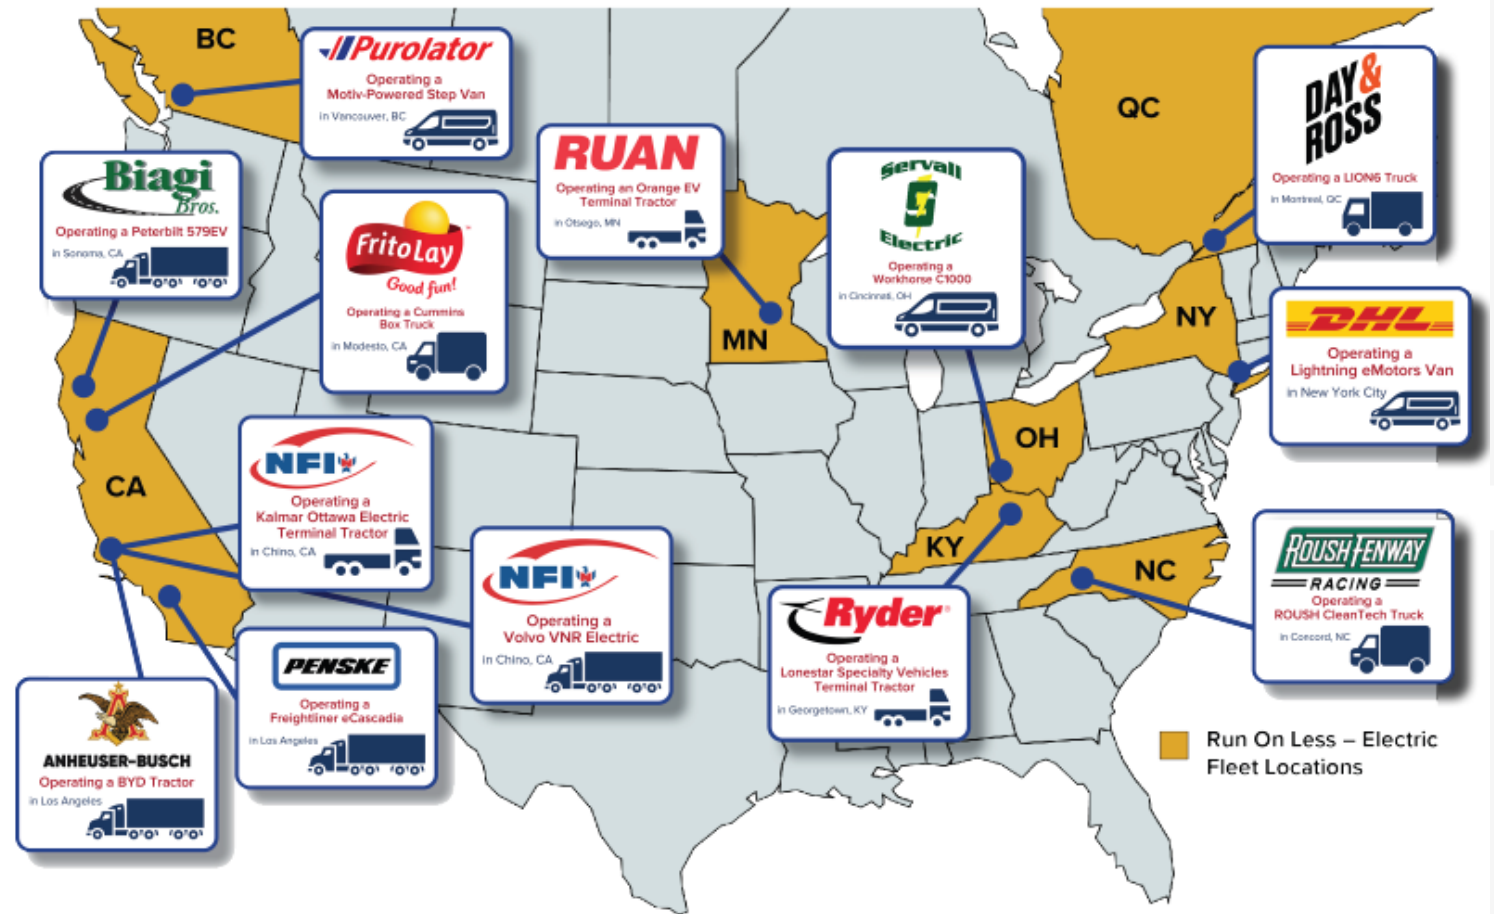 BC
Purolator
Operating a
Motiv-Powered Step Van
in Vancouver, BC
Biagi
Bros.
Operating a Peterbilt 579EV
in Sonoma, CA
Frito Lay
Good fun!
Operating a Cummins
Box Truck
in Modesto, CA
RUAN
Operating an Orange EV
Terminal Tractor
in Otsego, MN
MN
Servall
Electric
Operating a
Workhorse C1000
in Cincinnati, OH
QC
DAY&
ROSS
Operating a LION6 Truck
in Montreal, QC
NY
DHL
Operating a
Lightning eMotors Van
in New York City
OH
CA
NFI
Operating a
Kalmar Ottawa Electric
Terminal Tractor
in Chino, CA
NFI
Operating a
Volvo VNR Electric
in Chino, CA
KY
NC
ROUSH FENWAY
RACING
Operating a
ROUSH CleanTech Truck
in Concord, NC
Ryder
Operating a
Lonestar Specialty Vehicles
Terminal Tractor
in Georgetown, KY
PENSKE
Operating a
Freightliner eCascadia
in Los Angeles
A
ANHEUSER-BUSCH
Operating a BYD Tractor
in Los Angeles
Run On Less – Electric
Fleet Locations